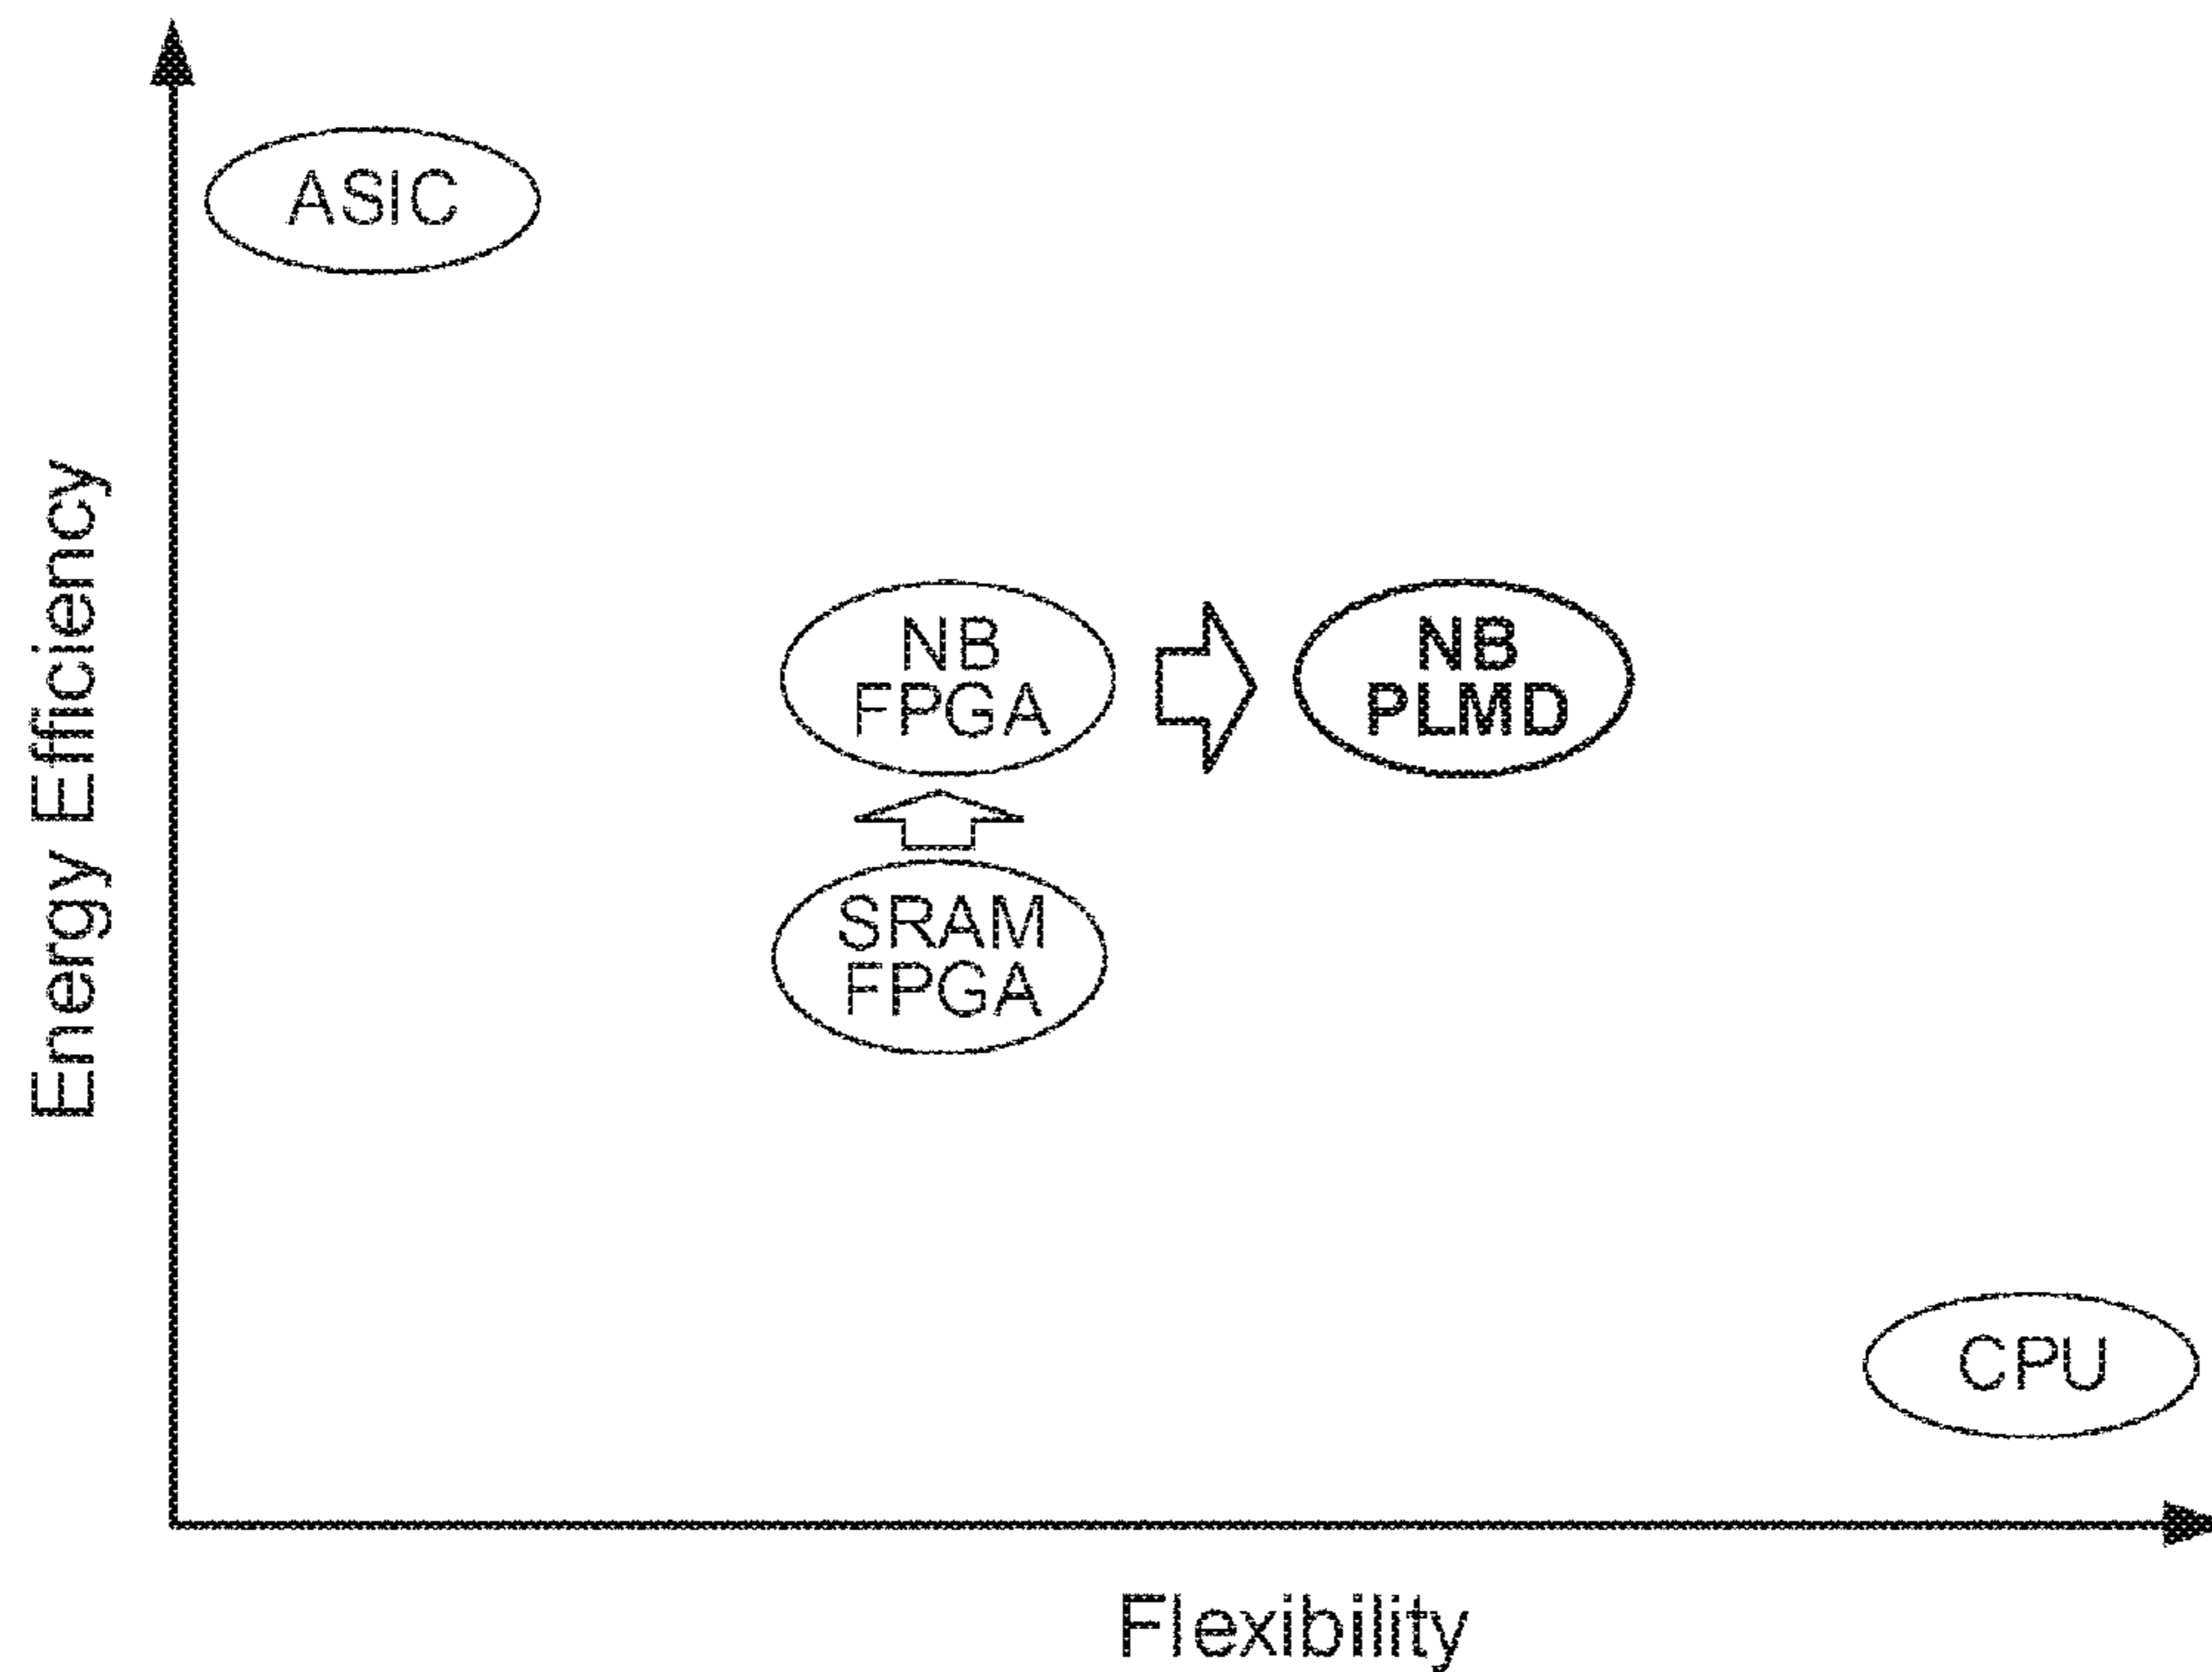 ASIC
Energy Efficiency
NB
FPGA
NB
PLMD
SRAM
FPGA
CPU
Flexibility